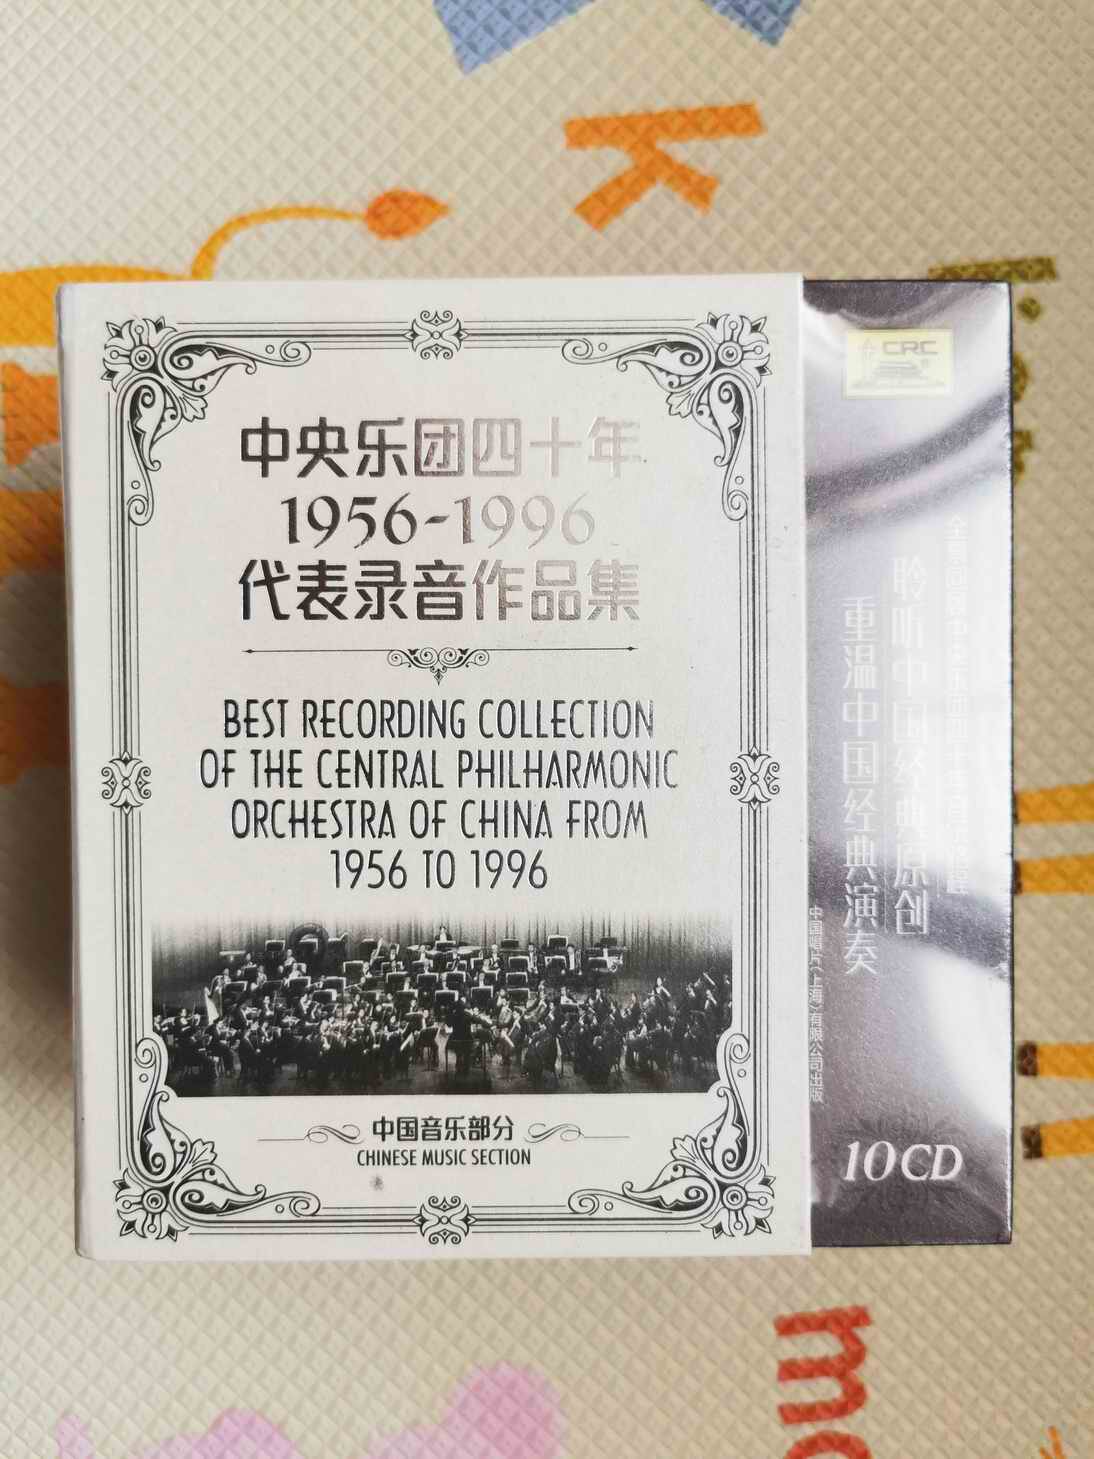 K
中央乐团四十年
1956-1996
代表录音作品集
BEST RECORDING COLLECTION
OF THE CENTRAL PHILHARMONIC
ORCHESTRA OF CHINA FROM
1956 TO 1996
中国音乐部分
CHINESE MUSIC SECTION
CRC
聆听中国经典原创
重温中国经典演奏
中国唱片(上海)有限公司出版
10CD
m